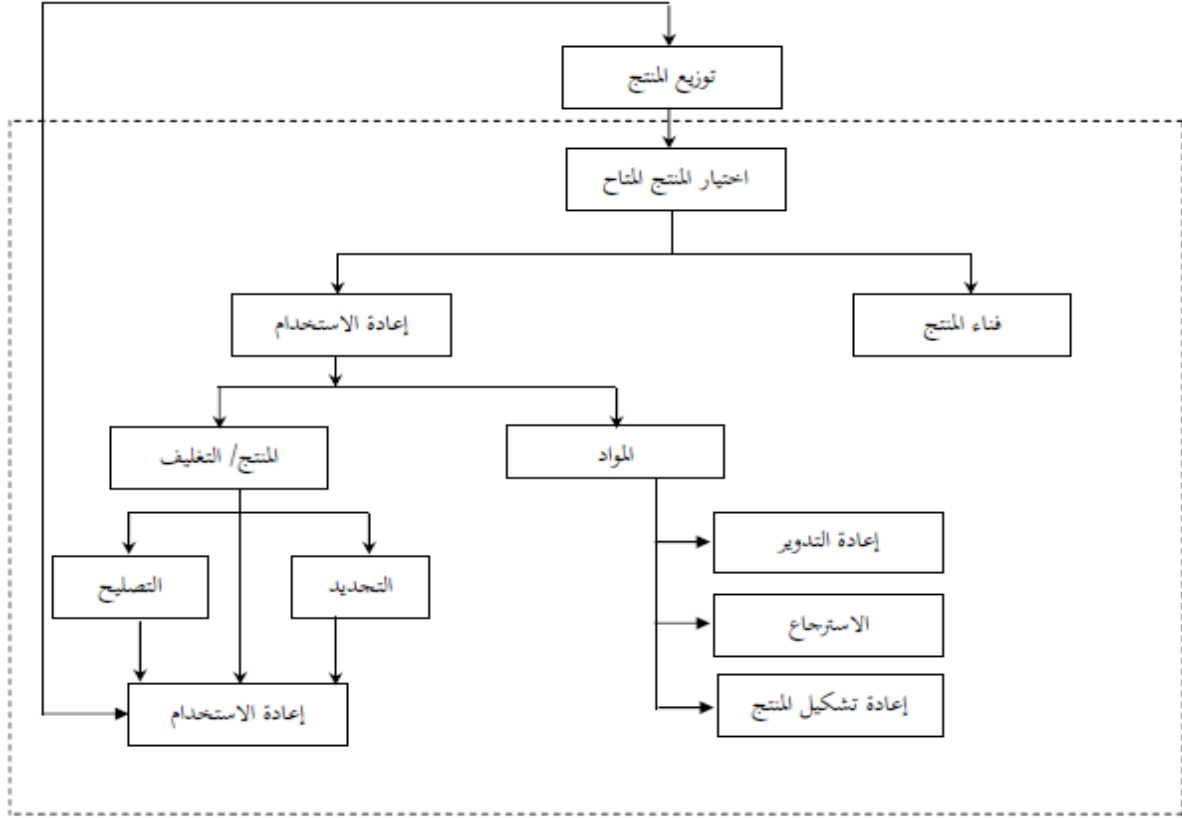 توزيع المنتج
اختيار المنتج المتاح
إعادة الاستخدام
فناء المنتج
المنتج/ التغليف
المواد
إعادة التدوير
التصليح
التجديد
الاسترجاع
إعادة الاستخدام
إعادة تشكيل المنتج